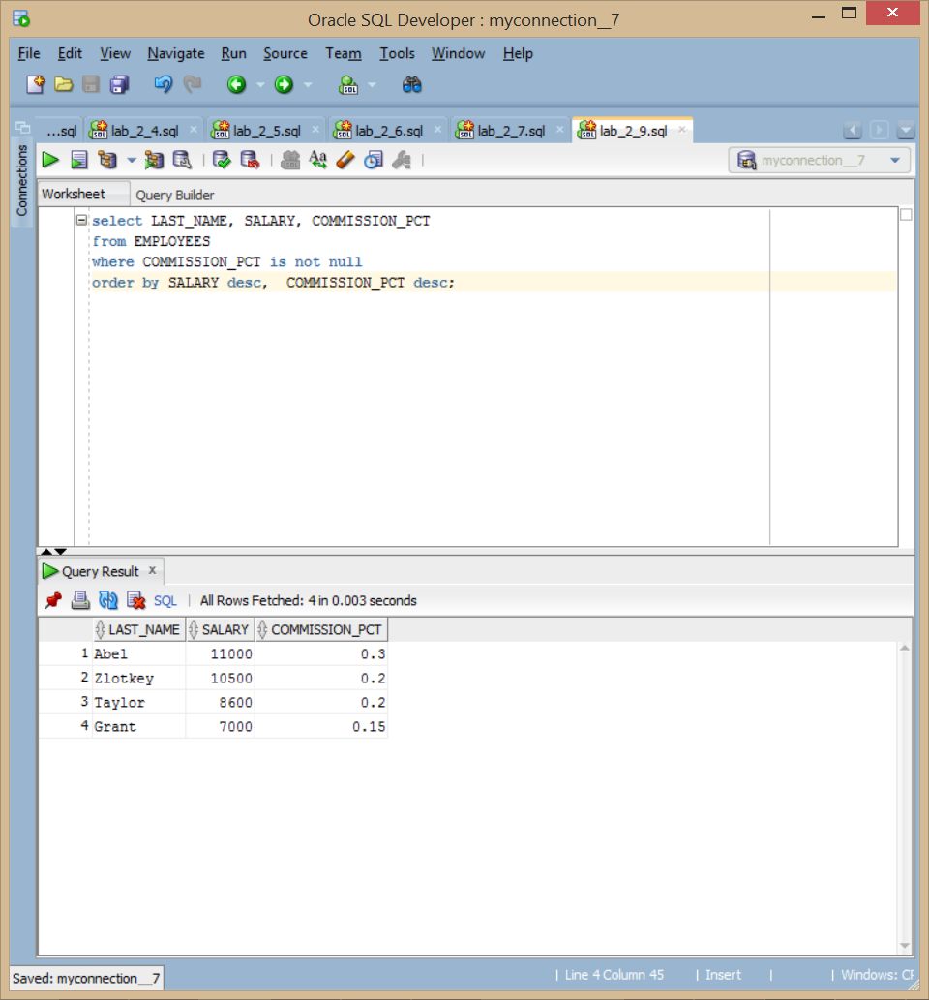 Oracle SQL Developer : myconnection__7
File Edit View Navigate Run Source Team Tools Window Help
...sql lab_2_4.sql lab_2_5.sql lab_2_6.sql lab_2_7.sql lab_2_9.sql
Connections
myconnection__7
Worksheet Query Builder
select LAST_NAME, SALARY, COMMISSION_PCT
from EMPLOYEES
where COMMISSION_PCT is not null
order by SALARY desc,  COMMISSION_PCT desc;
Query Result
SQL | All Rows Fetched: 4 in 0.003 seconds
LAST_NAME SALARY COMMISSION_PCT
1 Abel 11000 0.3
2 Zlotkey 10500 0.2
3 Taylor 8600 0.2
4 Grant 7000 0.15
Saved: myconnection__7 | Line 4 Column 45 | Insert | | Windows: